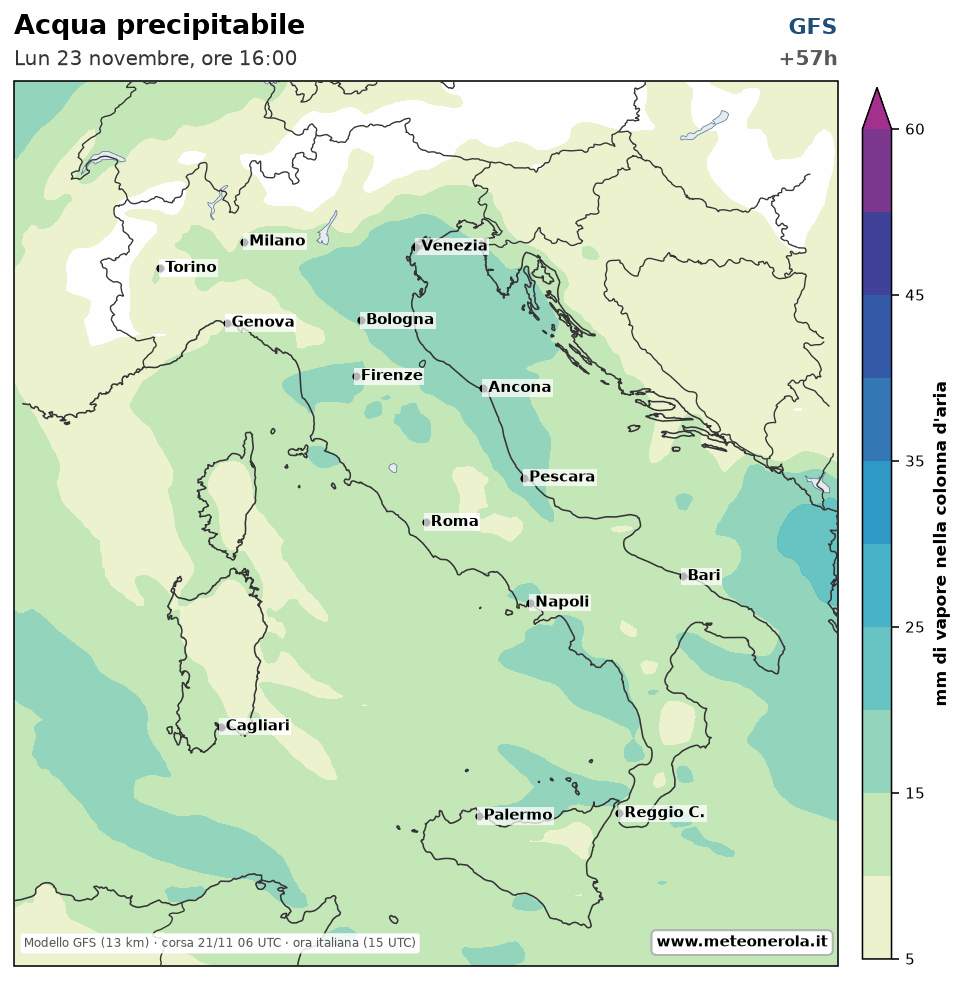 Acqua precipitabile
GFS
Lun 23 novembre, ore 16:00
+57h
Milano
Venezia
Torino
Genova
Bologna
Firenze
Ancona
Pescara
Roma
Bari
Napoli
Cagliari
Palermo
Reggio C.
60
45
35
25
15
5
mm di vapore nella colonna d'aria
Modello GFS (13 km) · corsa 21/11 06 UTC · ora italiana (15 UTC)
www.meteonerola.it